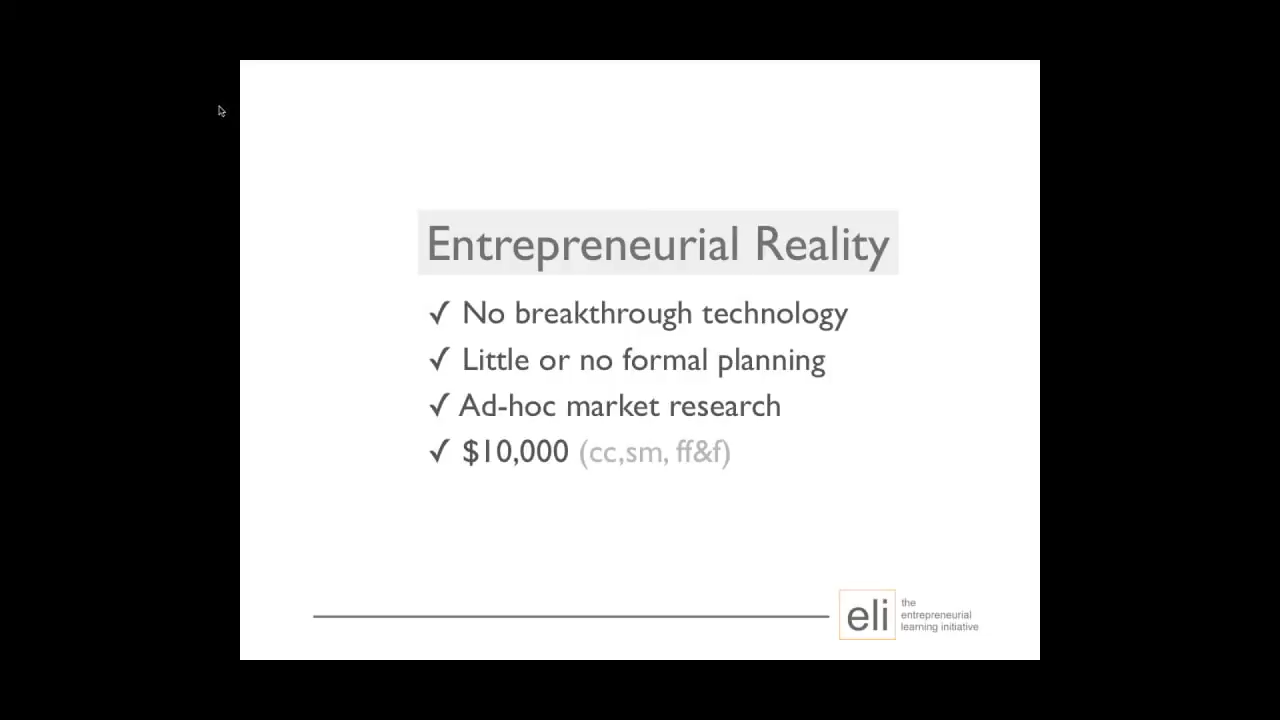 Entrepreneurial Reality
✓ No breakthrough technology
✓ Little or no formal planning
✓ Ad-hoc market research
✓ $10,000 (cc,sm, ff&f)
eli
the
entrepreneurial
learning initiative